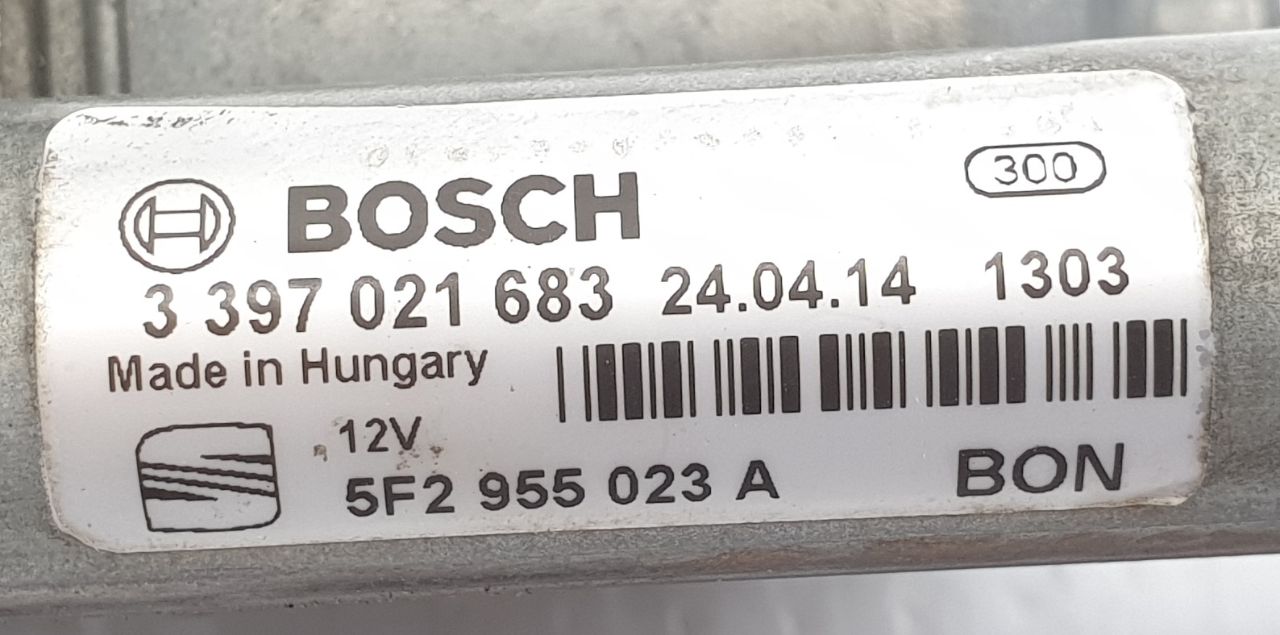 300
BOSCH
3 397 021 683 24.04.14 1303
Made in Hungary
12V
5F2 955 023 A BON